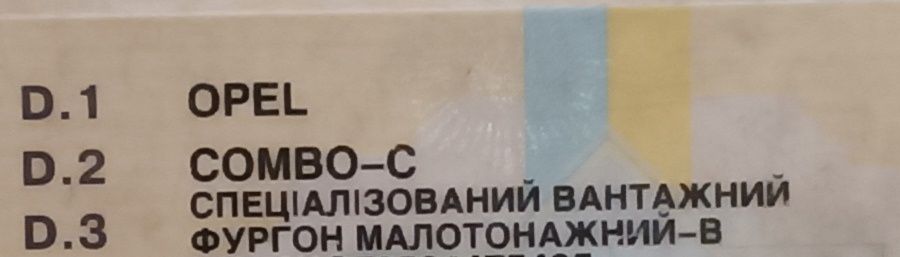 D.1 OPEL
D.2 COMBO-C
СПЕЦІАЛІЗОВАНИЙ ВАНТАЖНИЙ
D.3 ФУРГОН МАЛОТОНАЖНИЙ-В